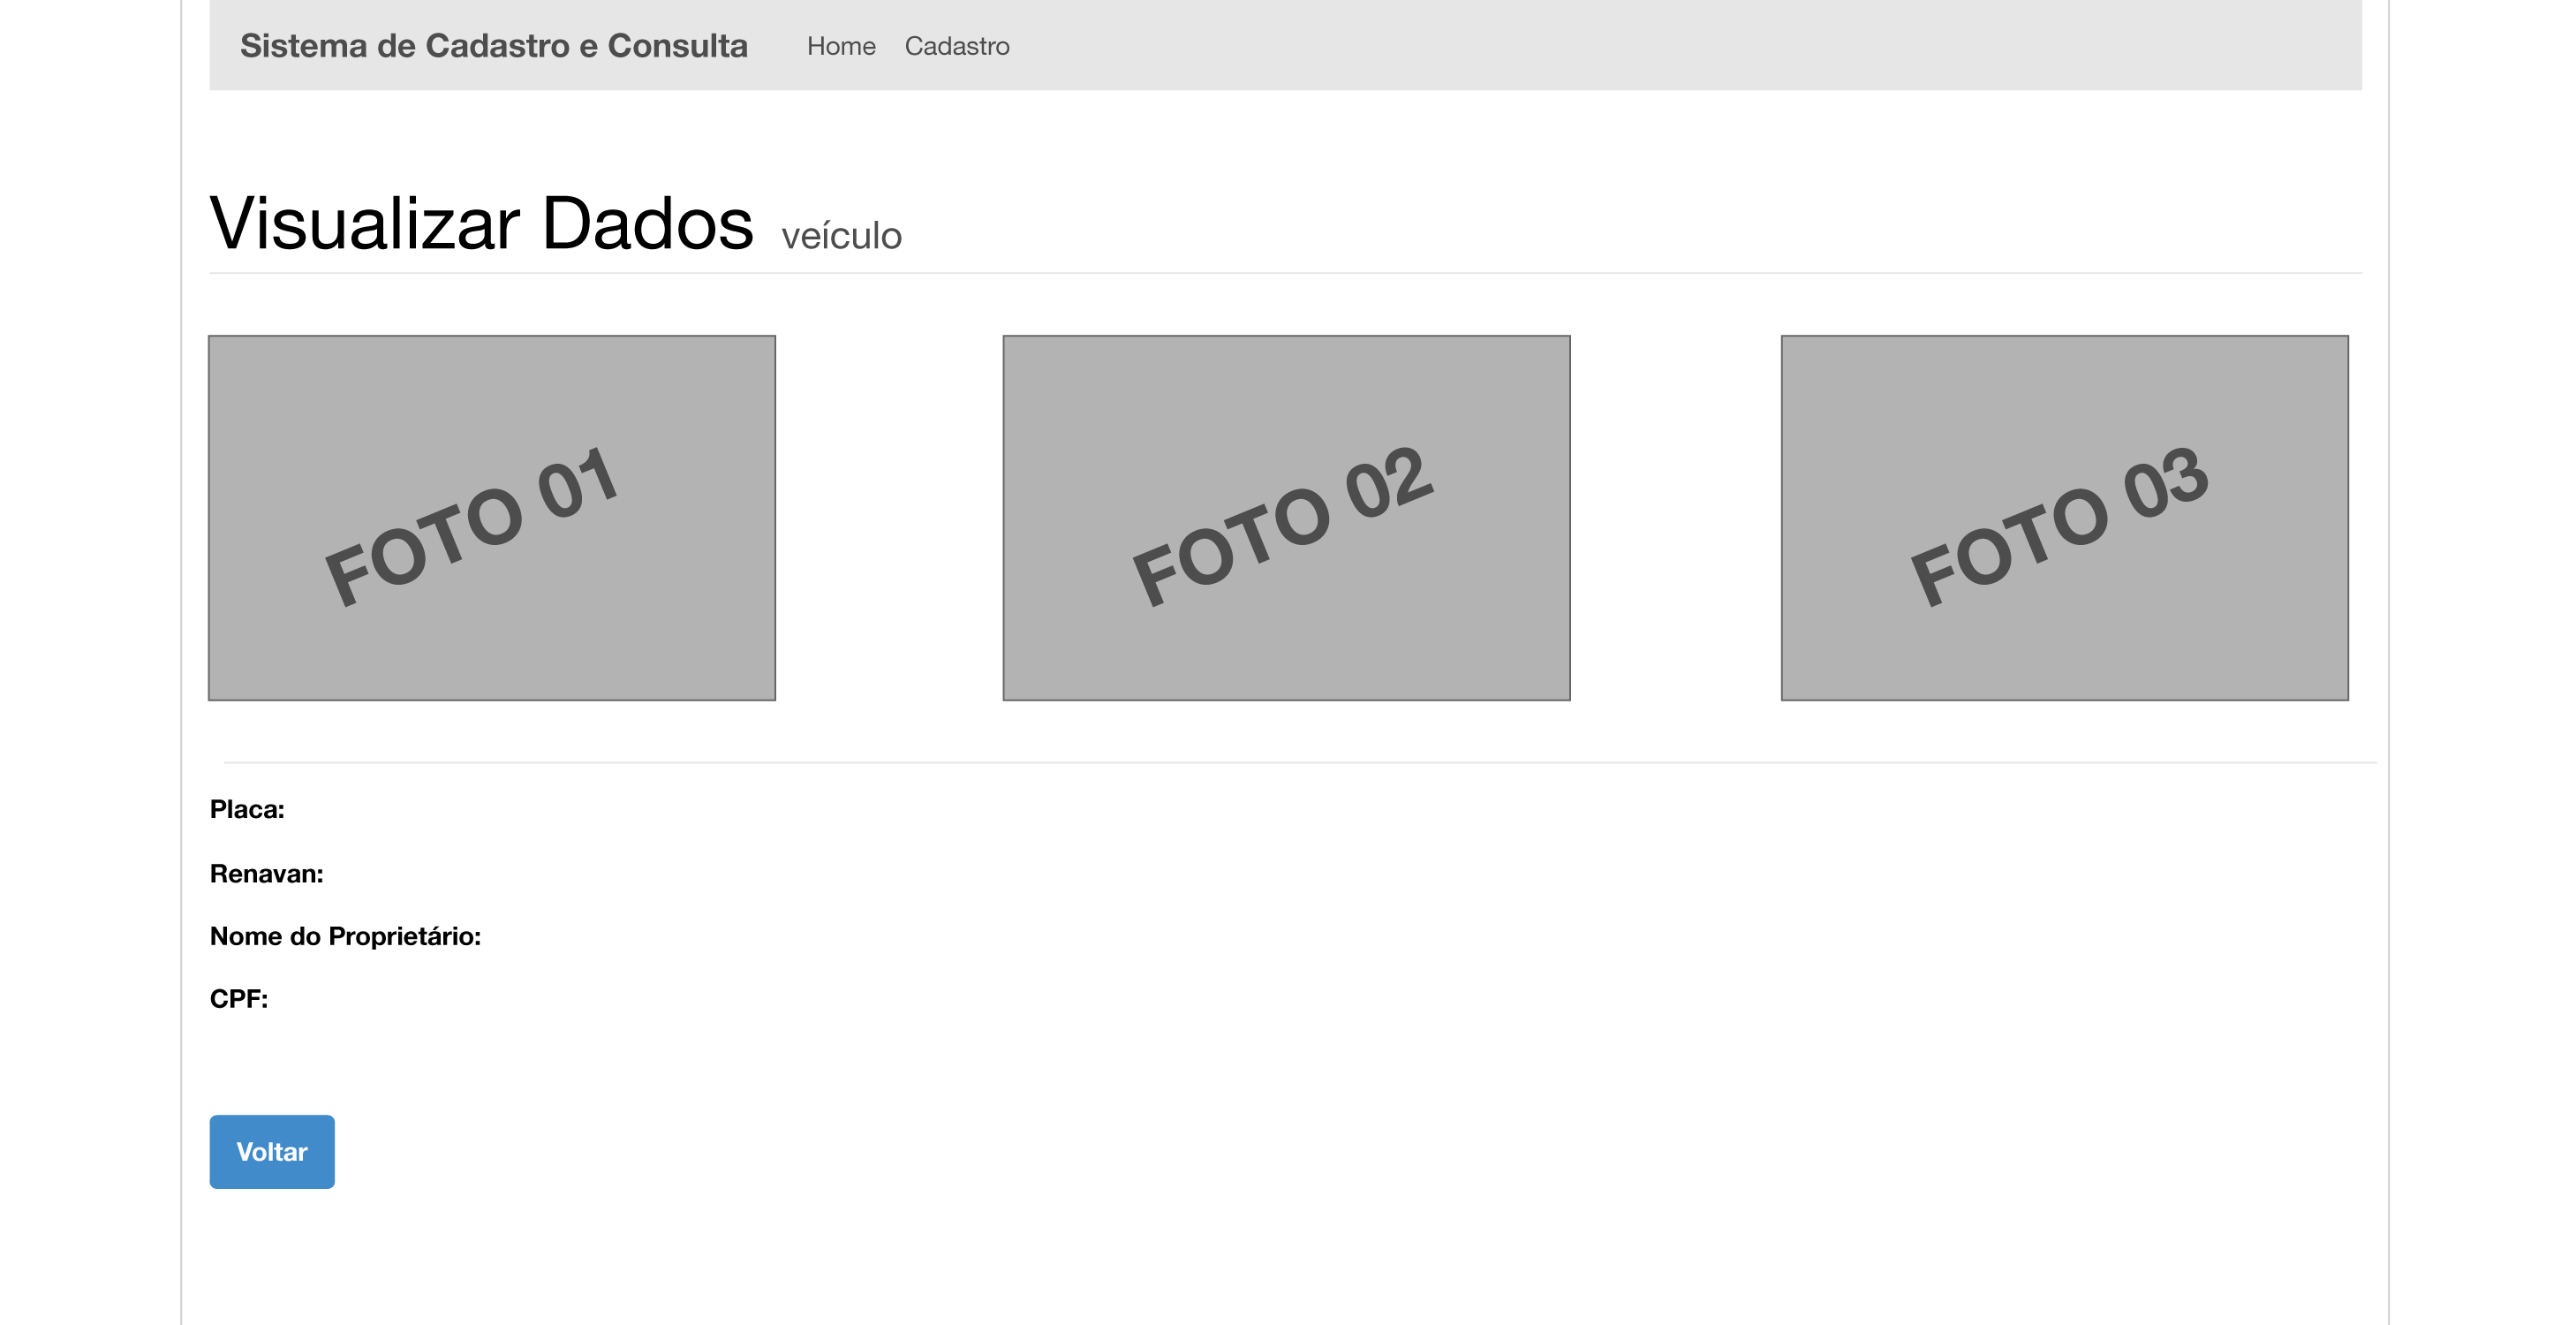 Sistema de Cadastro e Consulta Home Cadastro
Visualizar Dados veículo
FOTO 01 FOTO 02 FOTO 03
Placa:
Renavan:
Nome do Proprietário:
CPF:
Voltar